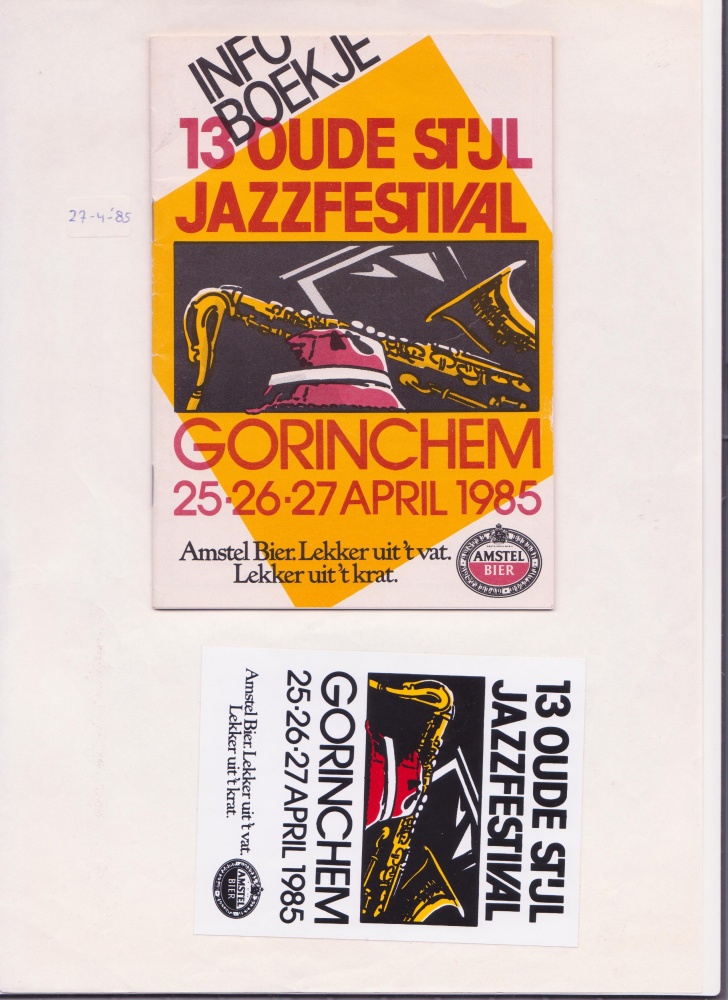 INFO
BOEKJE
13 OUDE STIJL
JAZZFESTIVAL
27-4-'85
GORINCHEM
25·26·27 APRIL 1985
Amstel Bier. Lekker uit 't vat.
Lekker uit 't krat.
AMSTEL
BIER
13 OUDE STIJL
JAZZFESTIVAL
GORINCHEM
25·26·27 APRIL 1985
Amstel Bier. Lekker uit 't vat.
Lekker uit 't krat.
AMSTEL
BIER